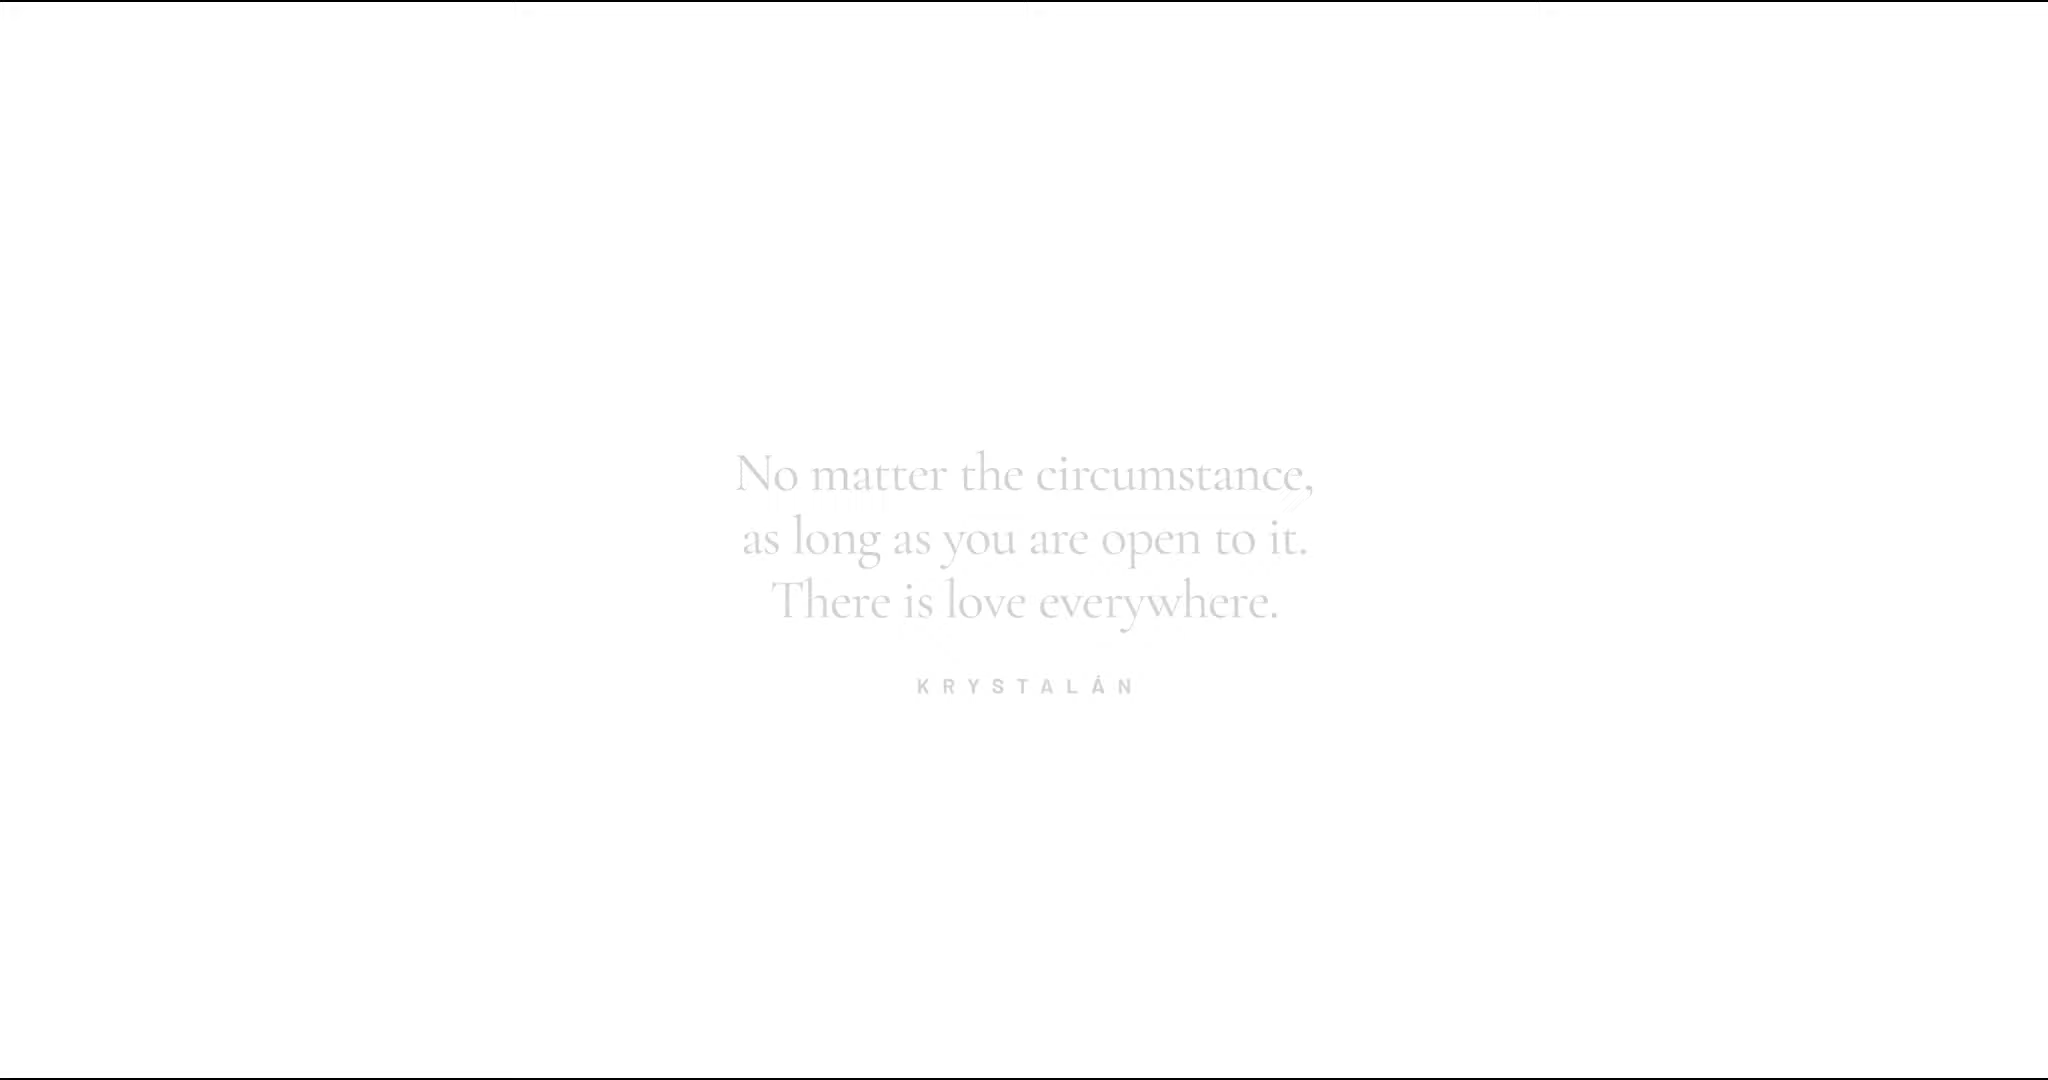 No matter the circumstance,
as long as you are open to it.
There is love everywhere.
KRYSTALÁN